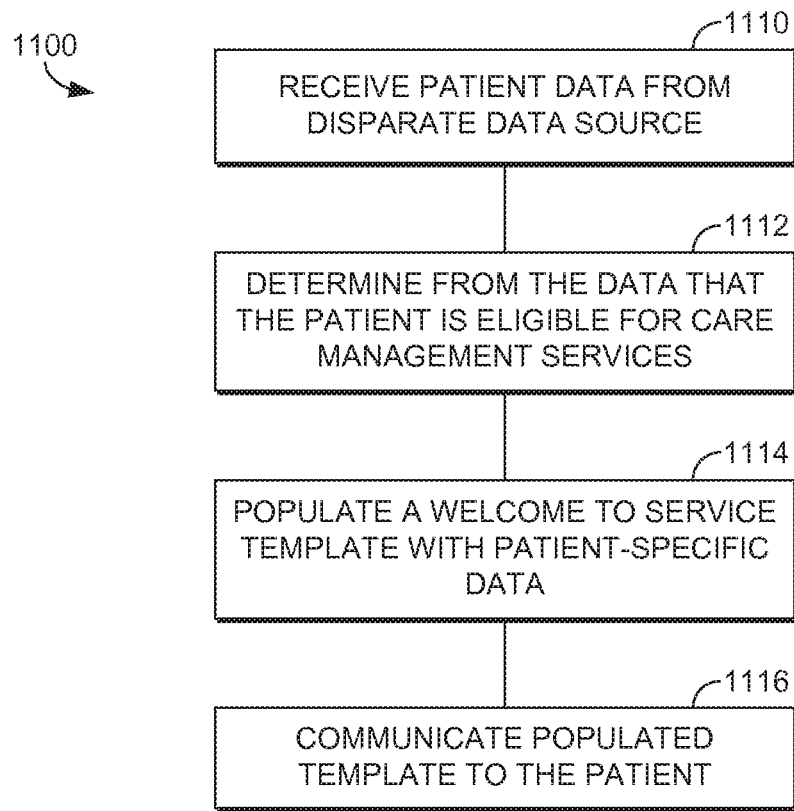 1100
1110
RECEIVE PATIENT DATA FROM
DISPARATE DATA SOURCE
1112
DETERMINE FROM THE DATA THAT
THE PATIENT IS ELIGIBLE FOR CARE
MANAGEMENT SERVICES
1114
POPULATE A WELCOME TO SERVICE
TEMPLATE WITH PATIENT-SPECIFIC
DATA
1116
COMMUNICATE POPULATED
TEMPLATE TO THE PATIENT